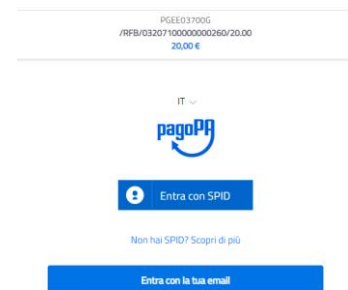 PGEE03700G
/RFB/03207100000000260/20.00
20,00 €
IT
pagoPA
Entra con SPID
Non hai SPID? Scopri di più
Entra con la tua email